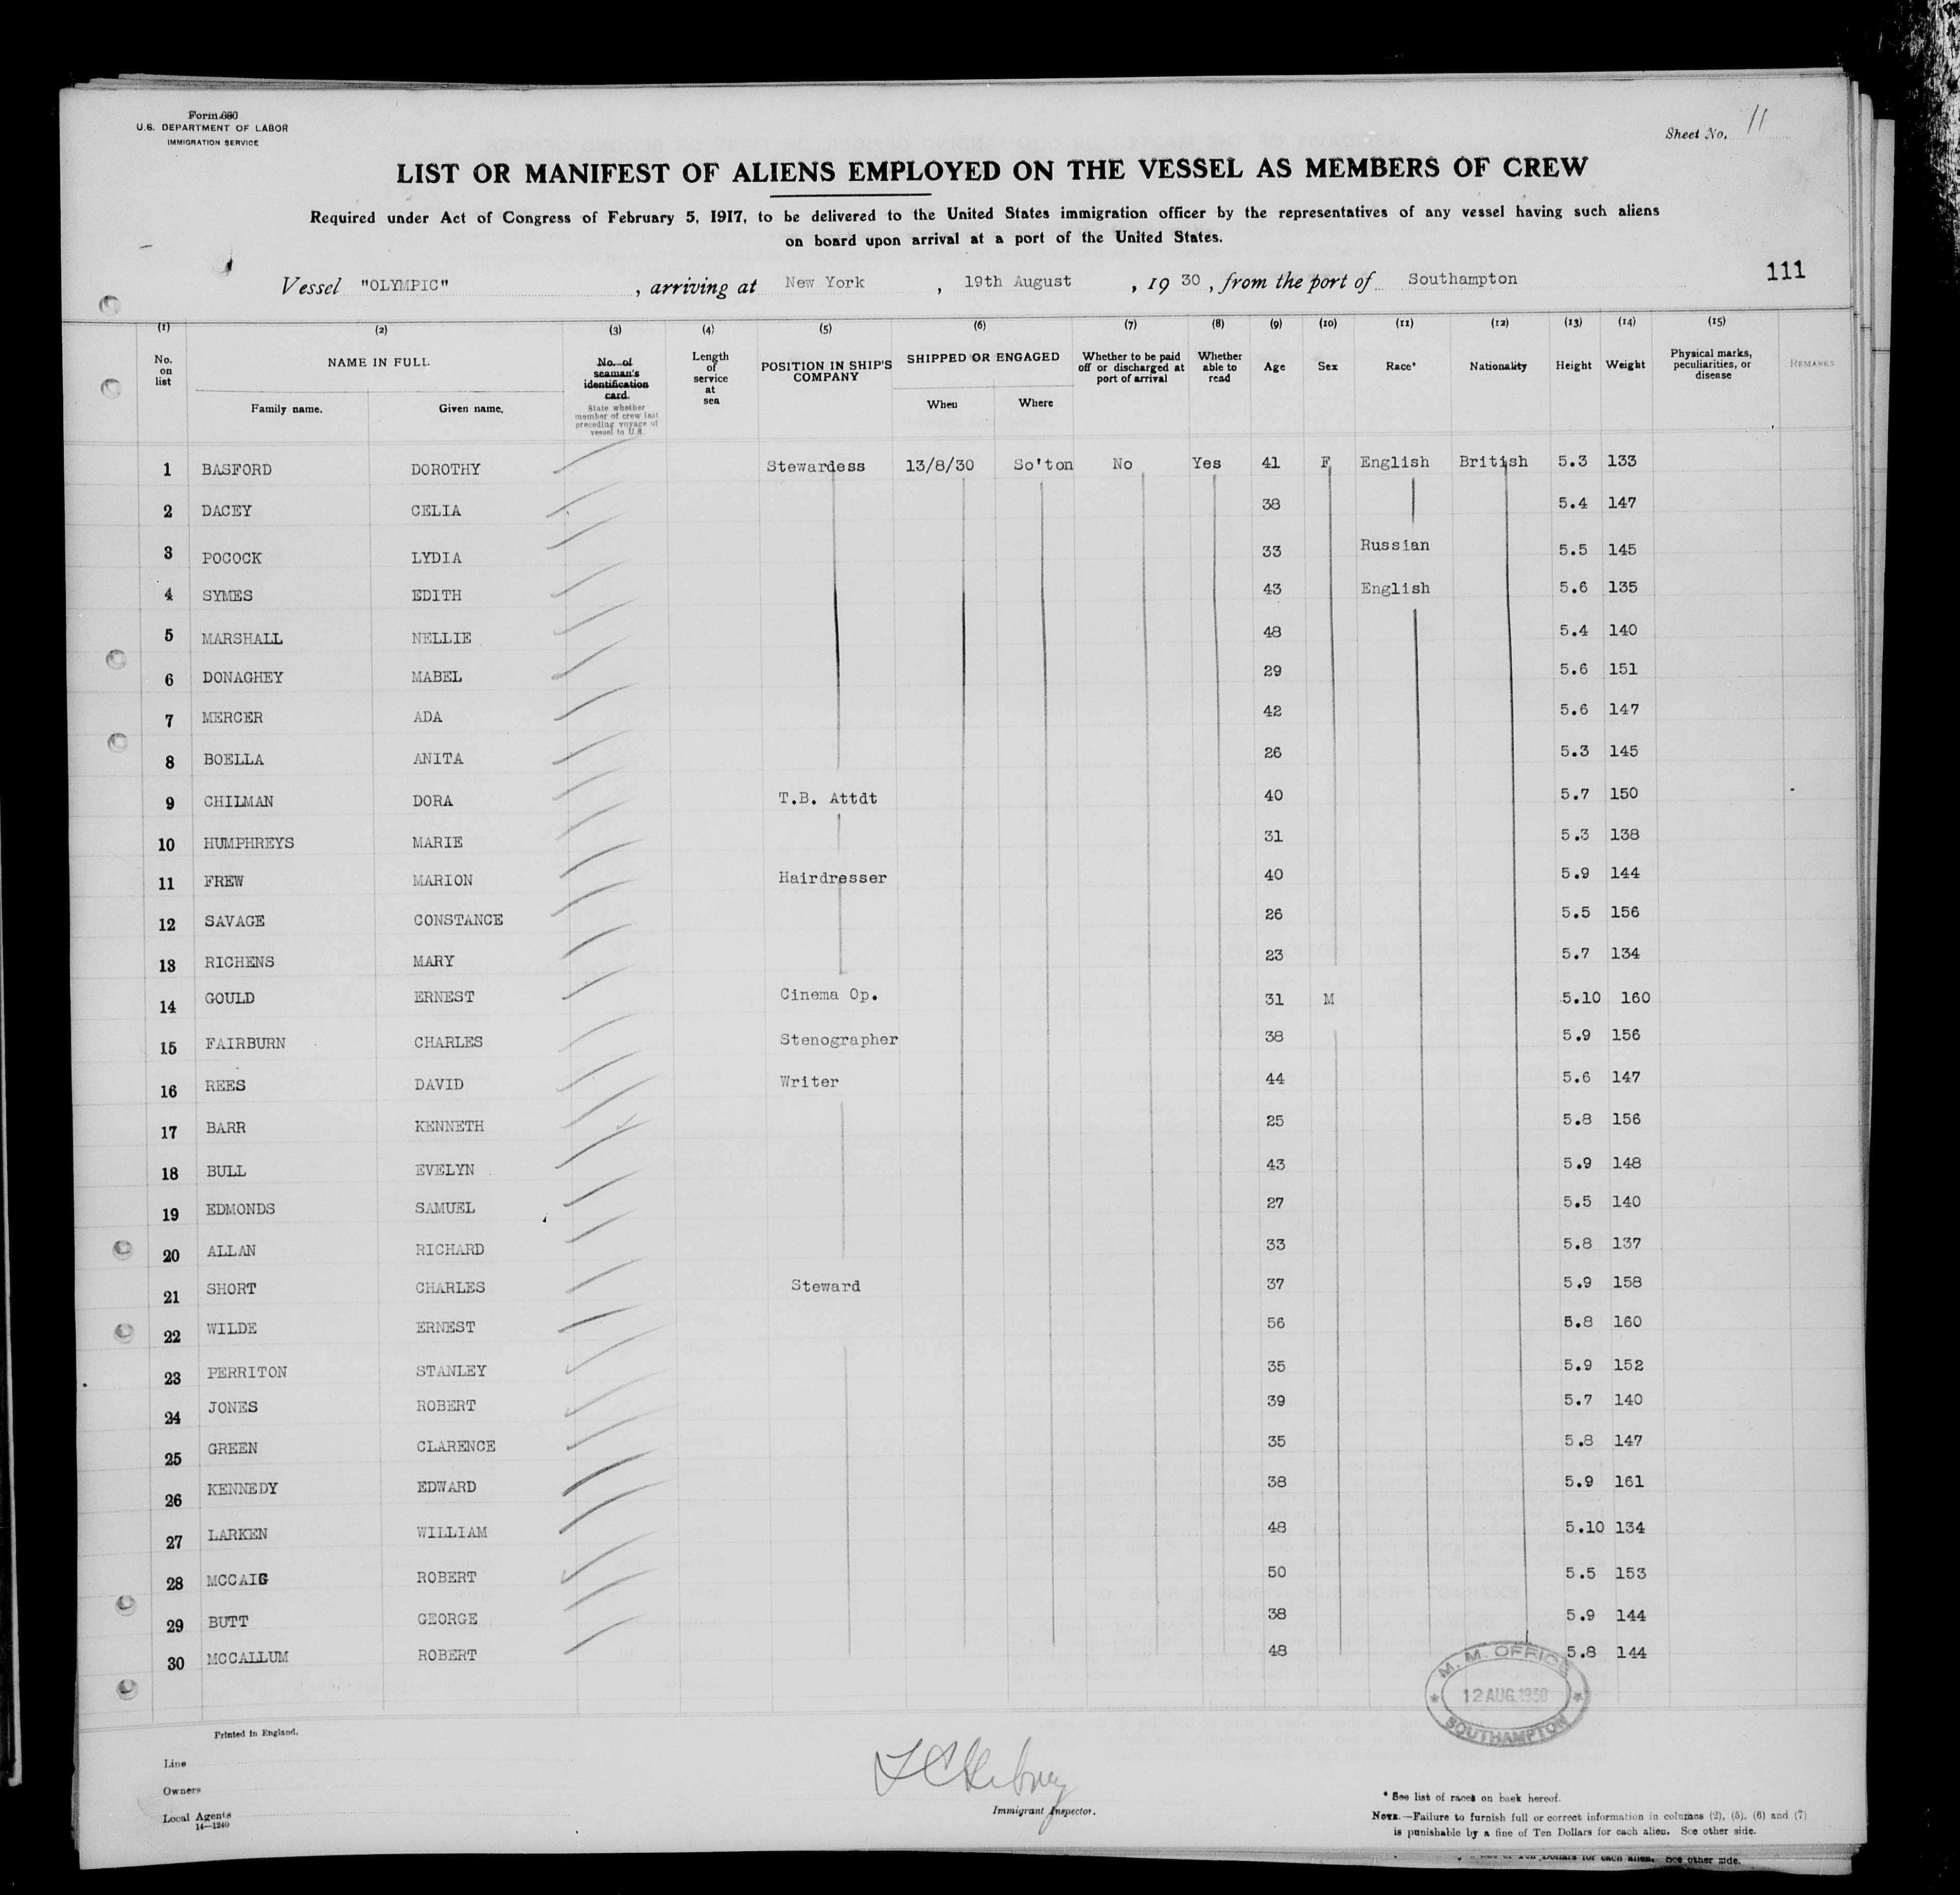 Form 680
U.S. DEPARTMENT OF LABOR
IMMIGRATION SERVICE
Sheet No. 11
LIST OR MANIFEST OF ALIENS EMPLOYED ON THE VESSEL AS MEMBERS OF CREW
Required under Act of Congress of February 5, 1917, to be delivered to the United States immigration officer by the representatives of any vessel having such aliens
on board upon arrival at a port of the United States.
Vessel "OLYMPIC", arriving at New York, 19th August, 1930, from the port of Southampton
111
(1) (2) (3) (4) (5) (6) (7) (8) (9) (10) (11) (12) (13) (14) (15)
No. on list
NAME IN FULL
Family name. Given name.
No. of seaman's identification card.
State whether member of crew last preceding voyage of vessel to U.S.
Length of service at sea
POSITION IN SHIP'S COMPANY
SHIPPED OR ENGAGED
When Where
Whether to be paid off or discharged at port of arrival
Whether able to read
Age
Sex
Race*
Nationality
Height
Weight
Physical marks, peculiarities, or disease
REMARKS
1 BASFORD DOROTHY Stewardess 13/8/30 So'ton No Yes 41 F English British 5.3 133
2 DACEY CELIA 38 5.4 147
3 POCOCK LYDIA 33 Russian 5.5 145
4 SYMES EDITH 43 English 5.6 135
5 MARSHALL NELLIE 48 5.4 140
6 DONAGHEY MABEL 29 5.6 151
7 MERCER ADA 42 5.6 147
8 BOELLA ANITA 26 5.3 145
9 CHILMAN DORA T.B. Attdt 40 5.7 150
10 HUMPHREYS MARIE 31 5.3 138
11 FREW MARION Hairdresser 40 5.9 144
12 SAVAGE CONSTANCE 26 5.5 156
13 RICHENS MARY 23 5.7 134
14 GOULD ERNEST Cinema Op. 31 M 5.10 160
15 FAIRBURN CHARLES Stenographer 38 5.9 156
16 REES DAVID Writer 44 5.6 147
17 BARR KENNETH 25 5.8 156
18 BULL EVELYN 43 5.9 148
19 EDMONDS SAMUEL 27 5.5 140
20 ALLAN RICHARD 33 5.8 137
21 SHORT CHARLES Steward 37 5.9 158
22 WILDE ERNEST 56 5.8 160
23 PERRITON STANLEY 35 5.9 152
24 JONES ROBERT 39 5.7 140
25 GREEN CLARENCE 35 5.8 147
26 KENNEDY EDWARD 38 5.9 161
27 LARKEN WILLIAM 48 5.10 134
28 MCCAIG ROBERT 50 5.5 153
29 BUTT GEORGE 38 5.9 144
30 MCCALLUM ROBERT 48 5.8 144
M. M. OFFICE
12 AUG 1930
SOUTHAMPTON
Printed in England.
Line
Owners
Local Agents
14—1240
Immigrant Inspector.
* See list of races on back hereof.
NOTE.—Failure to furnish full or correct information in columns (2), (5), (6) and (7)
is punishable by a fine of Ten Dollars for each alien. See other side.
of Ten Dollars for each alien. See other side.